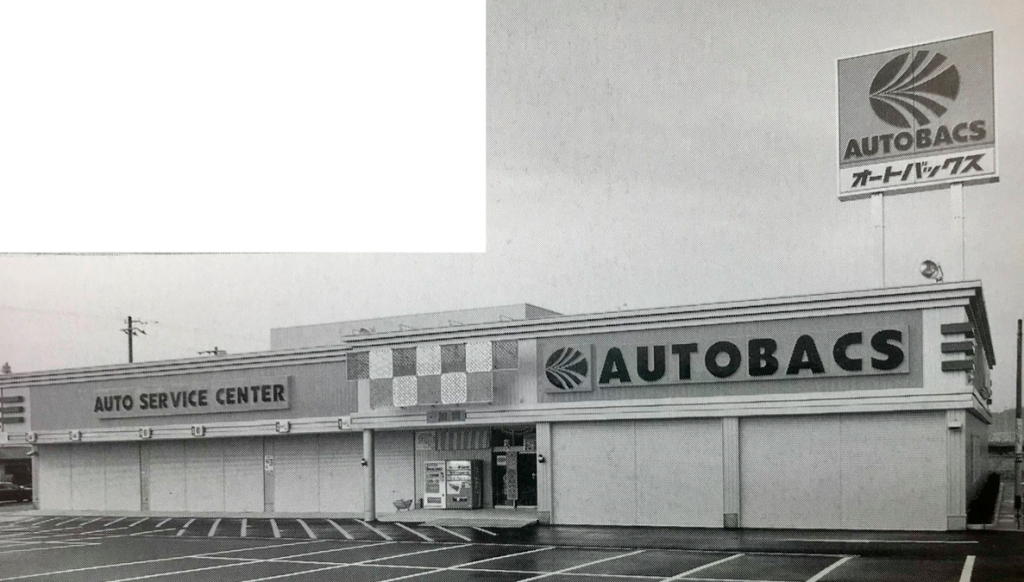 AUTOBACS
オートバックス
AUTO SERVICE CENTER
AUTOBACS